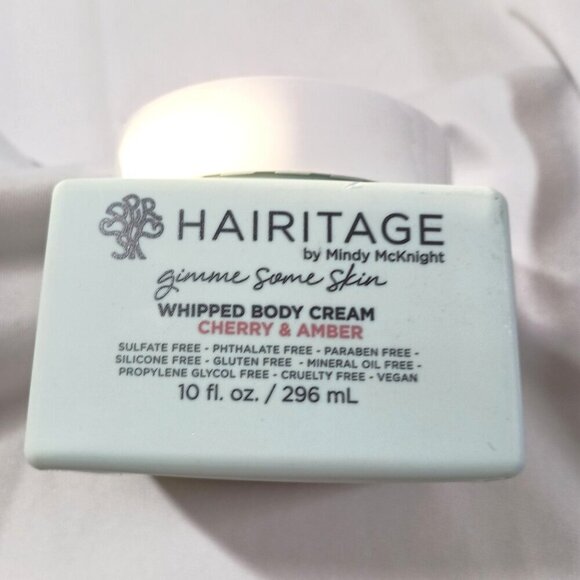 HAIRITAGE
by Mindy McKnight
gimme some skin
WHIPPED BODY CREAM
CHERRY & AMBER
SULFATE FREE - PHTHALATE FREE - PARABEN FREE -
SILICONE FREE - GLUTEN FREE - MINERAL OIL FREE -
PROPYLENE GLYCOL FREE - CRUELTY FREE - VEGAN
10 fl. oz. / 296 mL